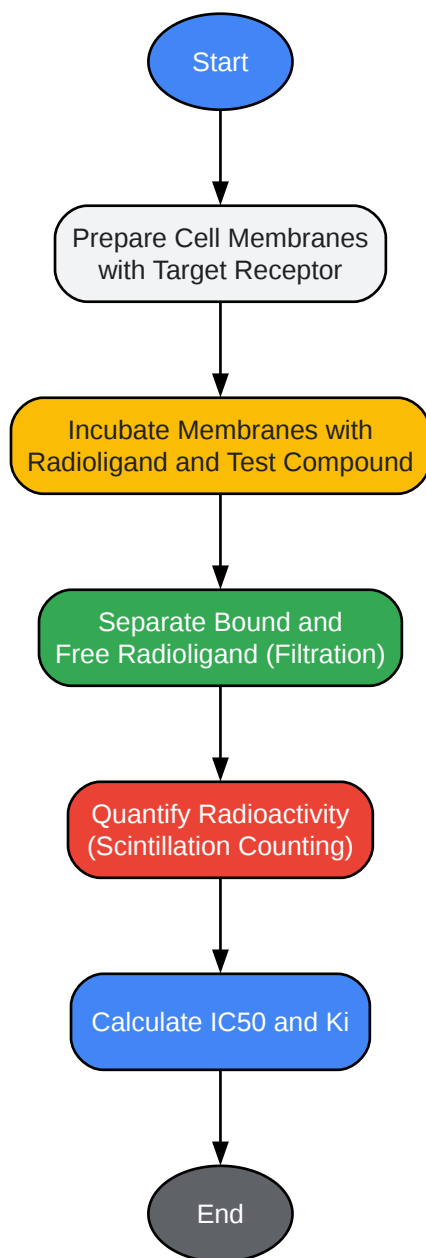 Start
Prepare Cell Membranes
with Target Receptor
Incubate Membranes with
Radioligand and Test Compound
Separate Bound and
Free Radioligand (Filtration)
Quantify Radioactivity
(Scintillation Counting)
Calculate IC50 and Ki
End